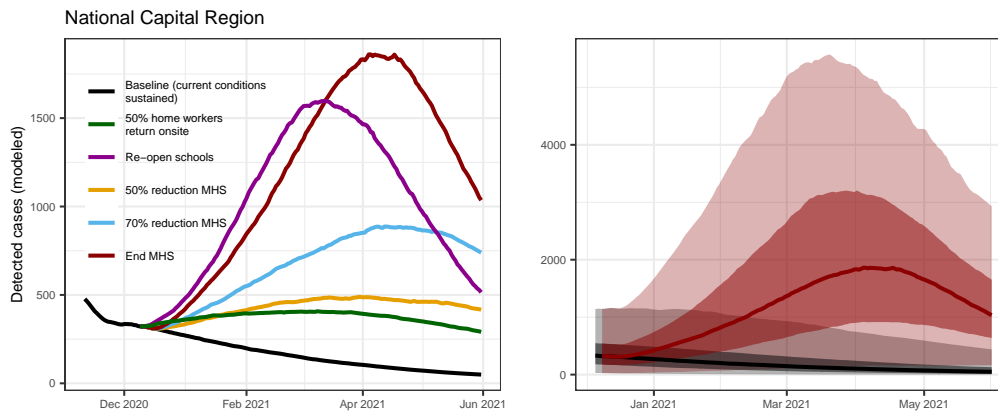 National Capital Region
Detected cases (modeled)
1500
1000
500
0
Baseline (current conditions
sustained)
50% home workers
return onsite
Re−open schools
50% reduction MHS
70% reduction MHS
End MHS
Dec 2020
Feb 2021
Apr 2021
Jun 2021
4000
2000
0
Jan 2021
Mar 2021
May 2021